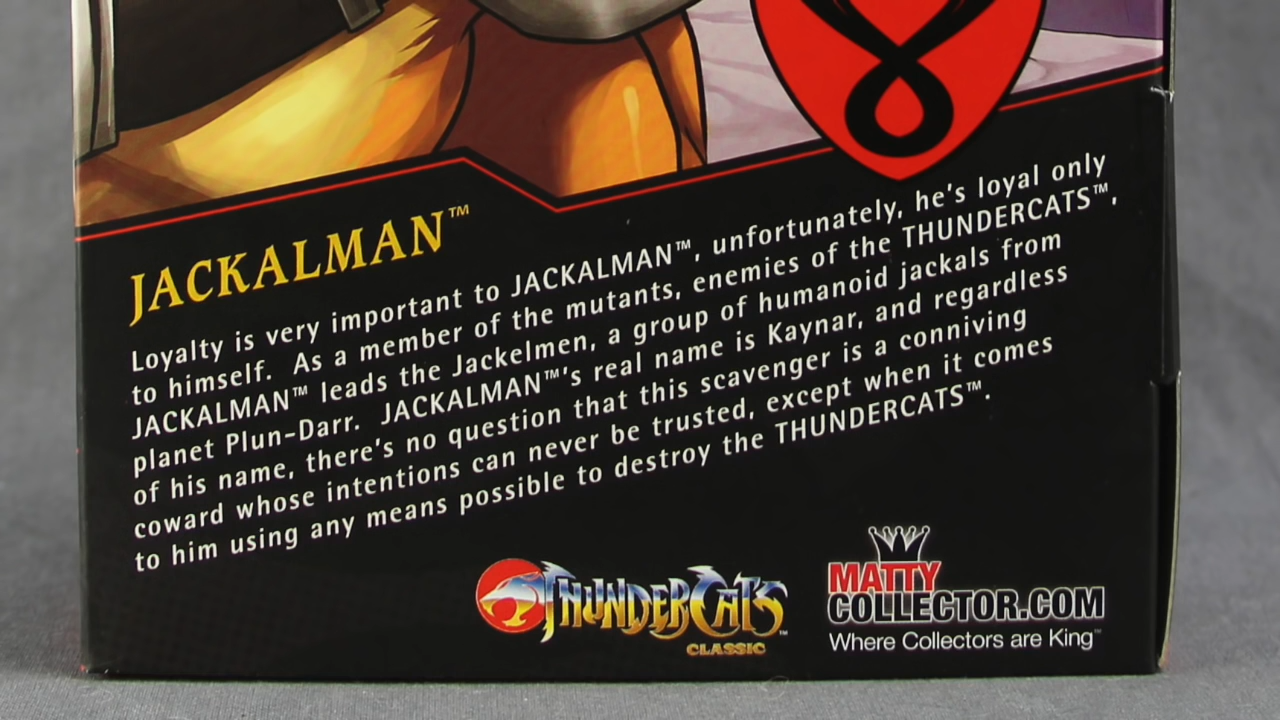 JACKALMAN™
Loyalty is very important to JACKALMAN™, unfortunately, he's loyal only
to himself. As a member of the mutants, enemies of the THUNDERCATS™,
JACKALMAN™ leads the Jackelmen, a group of humanoid jackals from
planet Plun-Darr. JACKALMAN™'s real name is Kaynar, and regardless
of his name, there's no question that this scavenger is a conniving
coward whose intentions can never be trusted, except when it comes
to him using any means possible to destroy the THUNDERCATS™.
THUNDERCATS™
CLASSIC
MATTY
COLLECTOR.COM
Where Collectors are King™